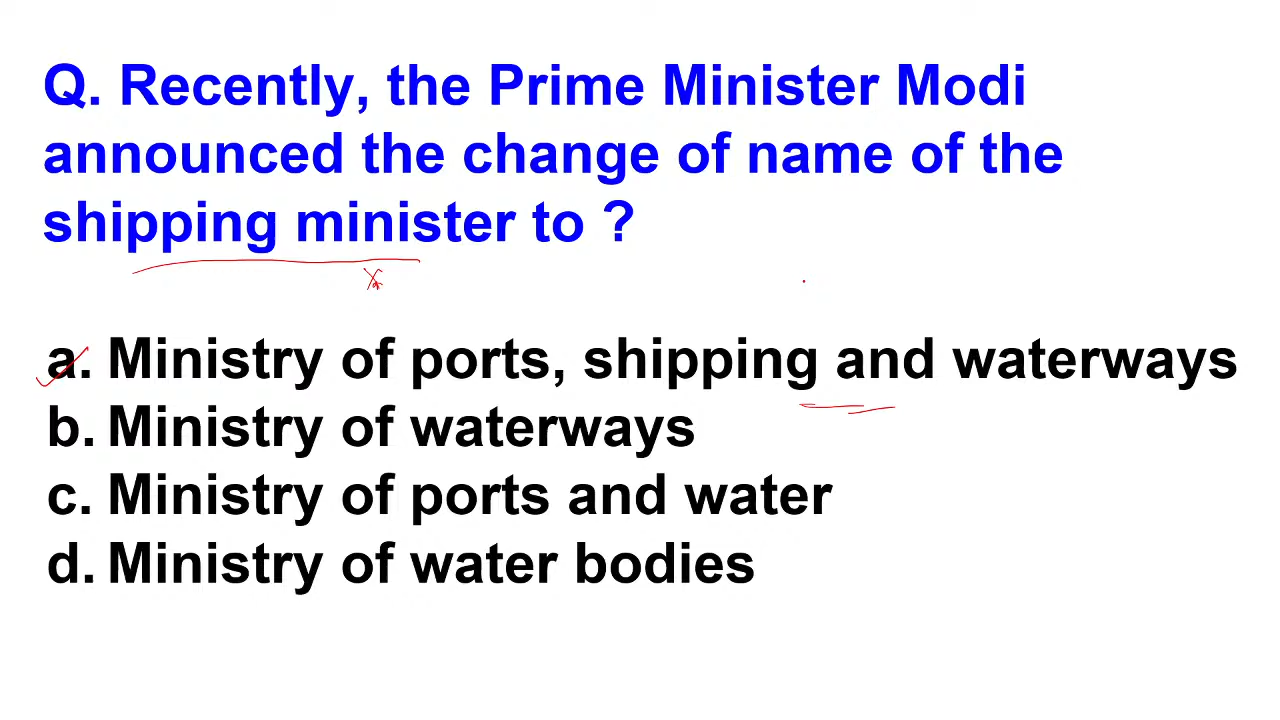 Q. Recently, the Prime Minister Modi
announced the change of name of the
shipping minister to ?
a. Ministry of ports, shipping and waterways
b. Ministry of waterways
c. Ministry of ports and water
d. Ministry of water bodies